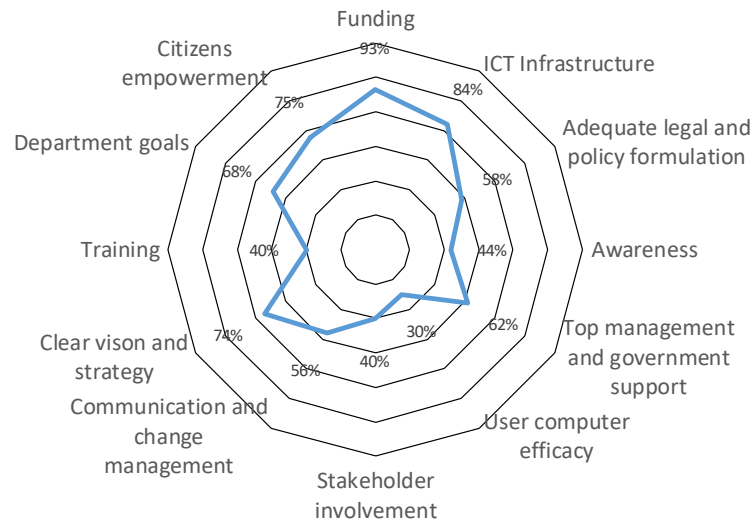 Funding
93%
ICT Infrastructure
84%
Adequate legal and
policy formulation
58%
Awareness
44%
Top management
and government
support
62%
User computer
efficacy
30%
Stakeholder
involvement
40%
Communication and
change
management
56%
Clear vison and
strategy
74%
Training
40%
Department goals
68%
Citizens
empowerment
75%